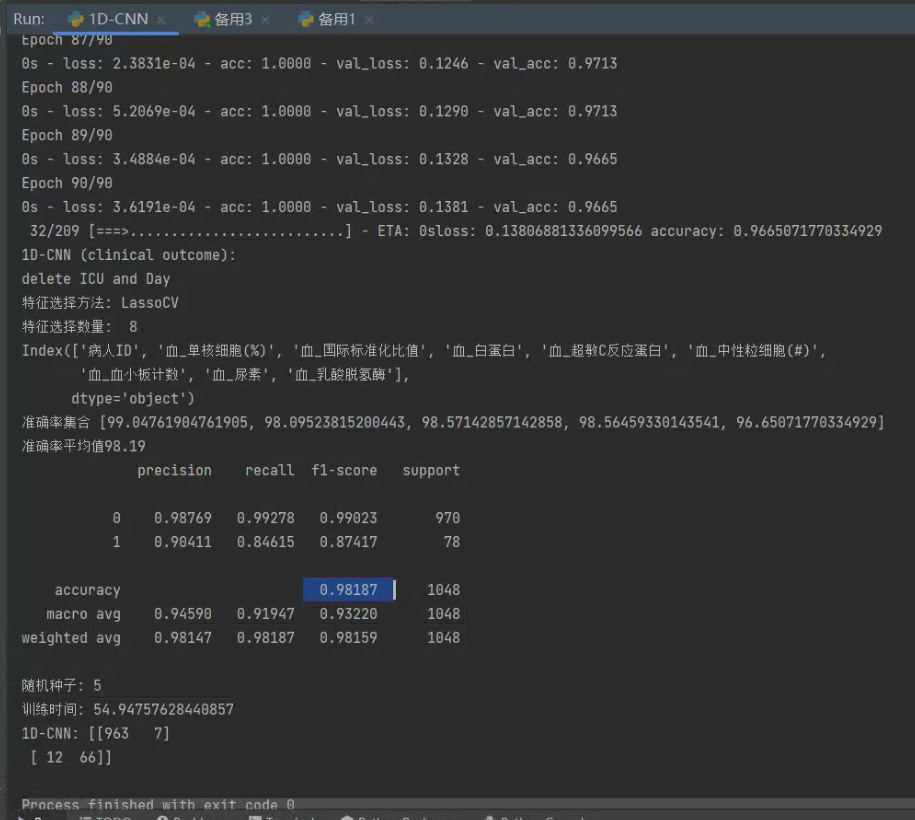 Run: 1D-CNN × 备用3 × 备用1 ×
Epoch 87/90
0s - loss: 2.3831e-04 - acc: 1.0000 - val_loss: 0.1246 - val_acc: 0.9713
Epoch 88/90
0s - loss: 5.2069e-04 - acc: 1.0000 - val_loss: 0.1290 - val_acc: 0.9713
Epoch 89/90
0s - loss: 3.4884e-04 - acc: 1.0000 - val_loss: 0.1328 - val_acc: 0.9665
Epoch 90/90
0s - loss: 3.6191e-04 - acc: 1.0000 - val_loss: 0.1381 - val_acc: 0.9665
32/209 [===>..........................] - ETA: 0sloss: 0.13806881336099566 accuracy: 0.9665071770334929
1D-CNN (clinical outcome):
delete ICU and Day
特征选择方法: LassoCV
特征选择数量: 8
Index(['病人ID', '血_单核细胞(%)', '血_国际标准化比值', '血_白蛋白', '血_超敏C反应蛋白', '血_中性粒细胞(#)',
'血_血小板计数', '血_尿素', '血_乳酸脱氢酶'],
dtype='object')
准确率集合 [99.04761904761905, 98.09523815200443, 98.57142857142858, 98.56459330143541, 96.65071770334929]
准确率平均值98.19
precision recall f1-score support
0 0.98769 0.99278 0.99023 970
1 0.90411 0.84615 0.87417 78
accuracy 0.98187 1048
macro avg 0.94590 0.91947 0.93220 1048
weighted avg 0.98147 0.98187 0.98159 1048
随机种子: 5
训练时间: 54.94757628440857
1D-CNN: [[963 7]
[ 12 66]]
Process finished with exit code 0